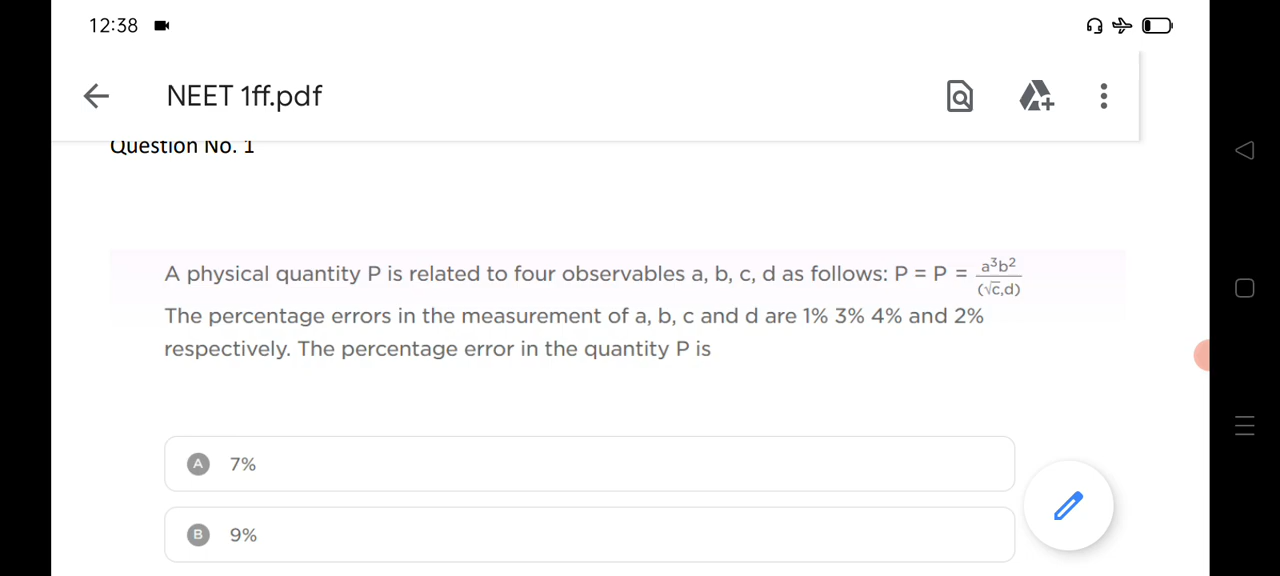 12:38
NEET 1ff.pdf
Question No. 1
A physical quantity P is related to four observables a, b, c, d as follows: P = P = a³b² / (√c,d)
The percentage errors in the measurement of a, b, c and d are 1% 3% 4% and 2%
respectively. The percentage error in the quantity P is
A 7%
B 9%